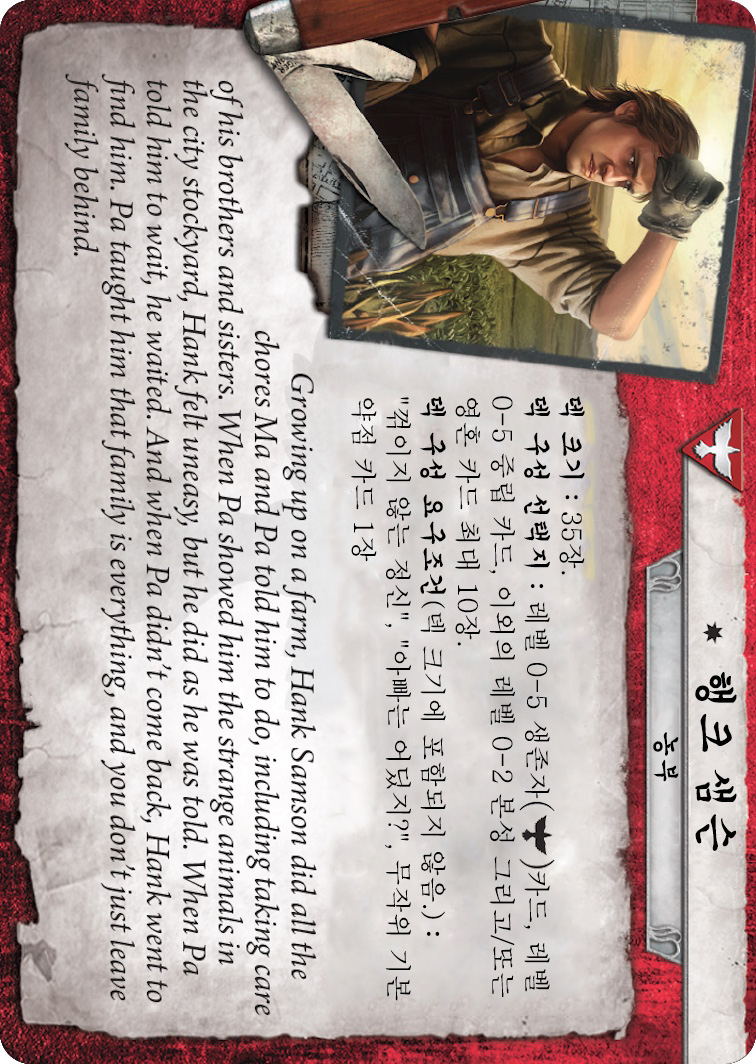 행크 샘슨
농부
덱 크기 : 35장.
덱 구성 선택지 : 레벨 0-5 생존자()카드, 레벨
0-5 중립 카드, 이외의 레벨 0-2 본성 그리고/또는
영혼 카드 최대 10장.
덱 구성 요구조건(덱 크기에 포함되지 않음.) :
"꺾이지 않는 정신", "아빠는 어딨지?", 무작위 기본
약점 카드 1장
Growing up on a farm, Hank Samson did all the
chores Ma and Pa told him to do, including taking care
of his brothers and sisters. When Pa showed him the strange animals in
the city stockyard, Hank felt uneasy, but he did as he was told. When Pa
told him to wait, he waited. And when Pa didn't come back, Hank went to
find him. Pa taught him that family is everything, and you don't just leave
family behind.